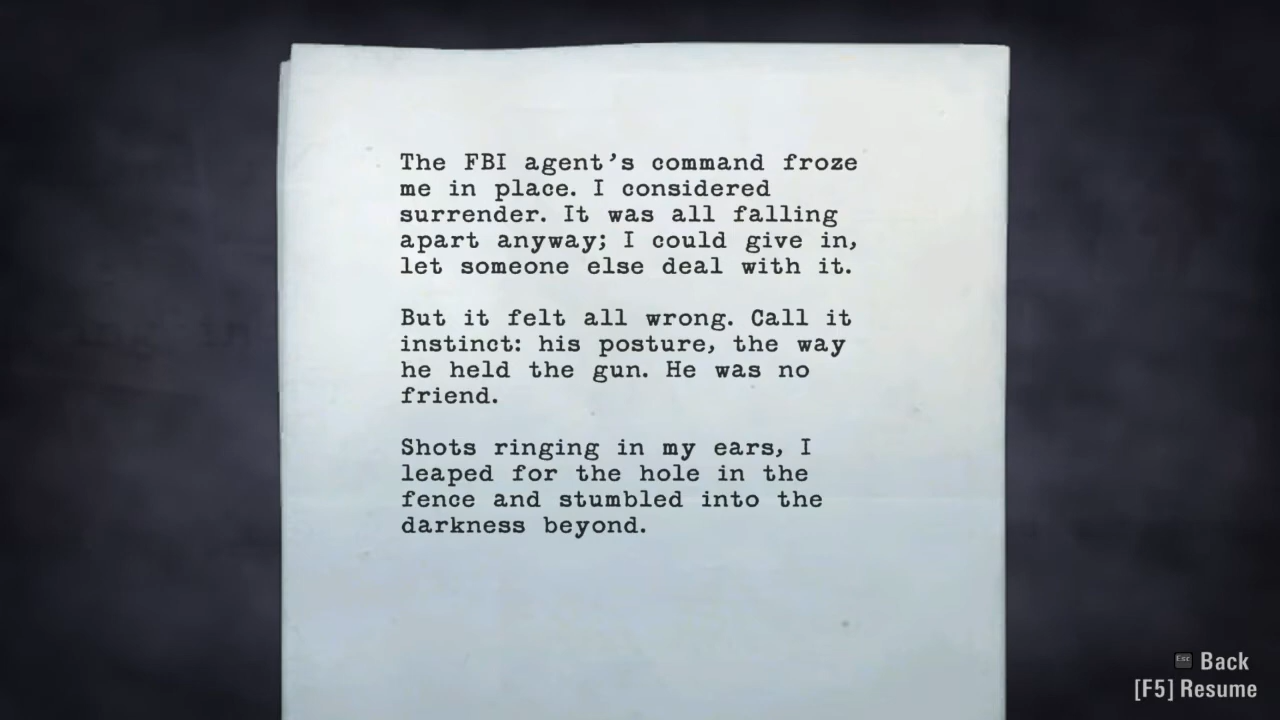 The FBI agent’s command froze
me in place. I considered
surrender. It was all falling
apart anyway; I could give in,
let someone else deal with it.
But it felt all wrong. Call it
instinct: his posture, the way
he held the gun. He was no
friend.
Shots ringing in my ears, I
leaped for the hole in the
fence and stumbled into the
darkness beyond.
Esc Back
[F5] Resume